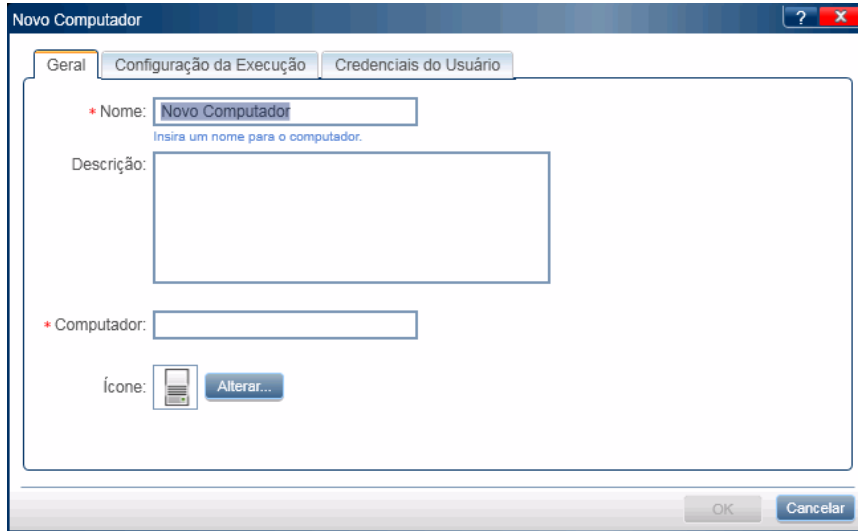 Novo Computador ? X
Geral Configuração da Execução Credenciais do Usuário
* Nome: Novo Computador
Insira um nome para o computador.
Descrição:
* Computador:
Ícone: Alterar...
OK Cancelar